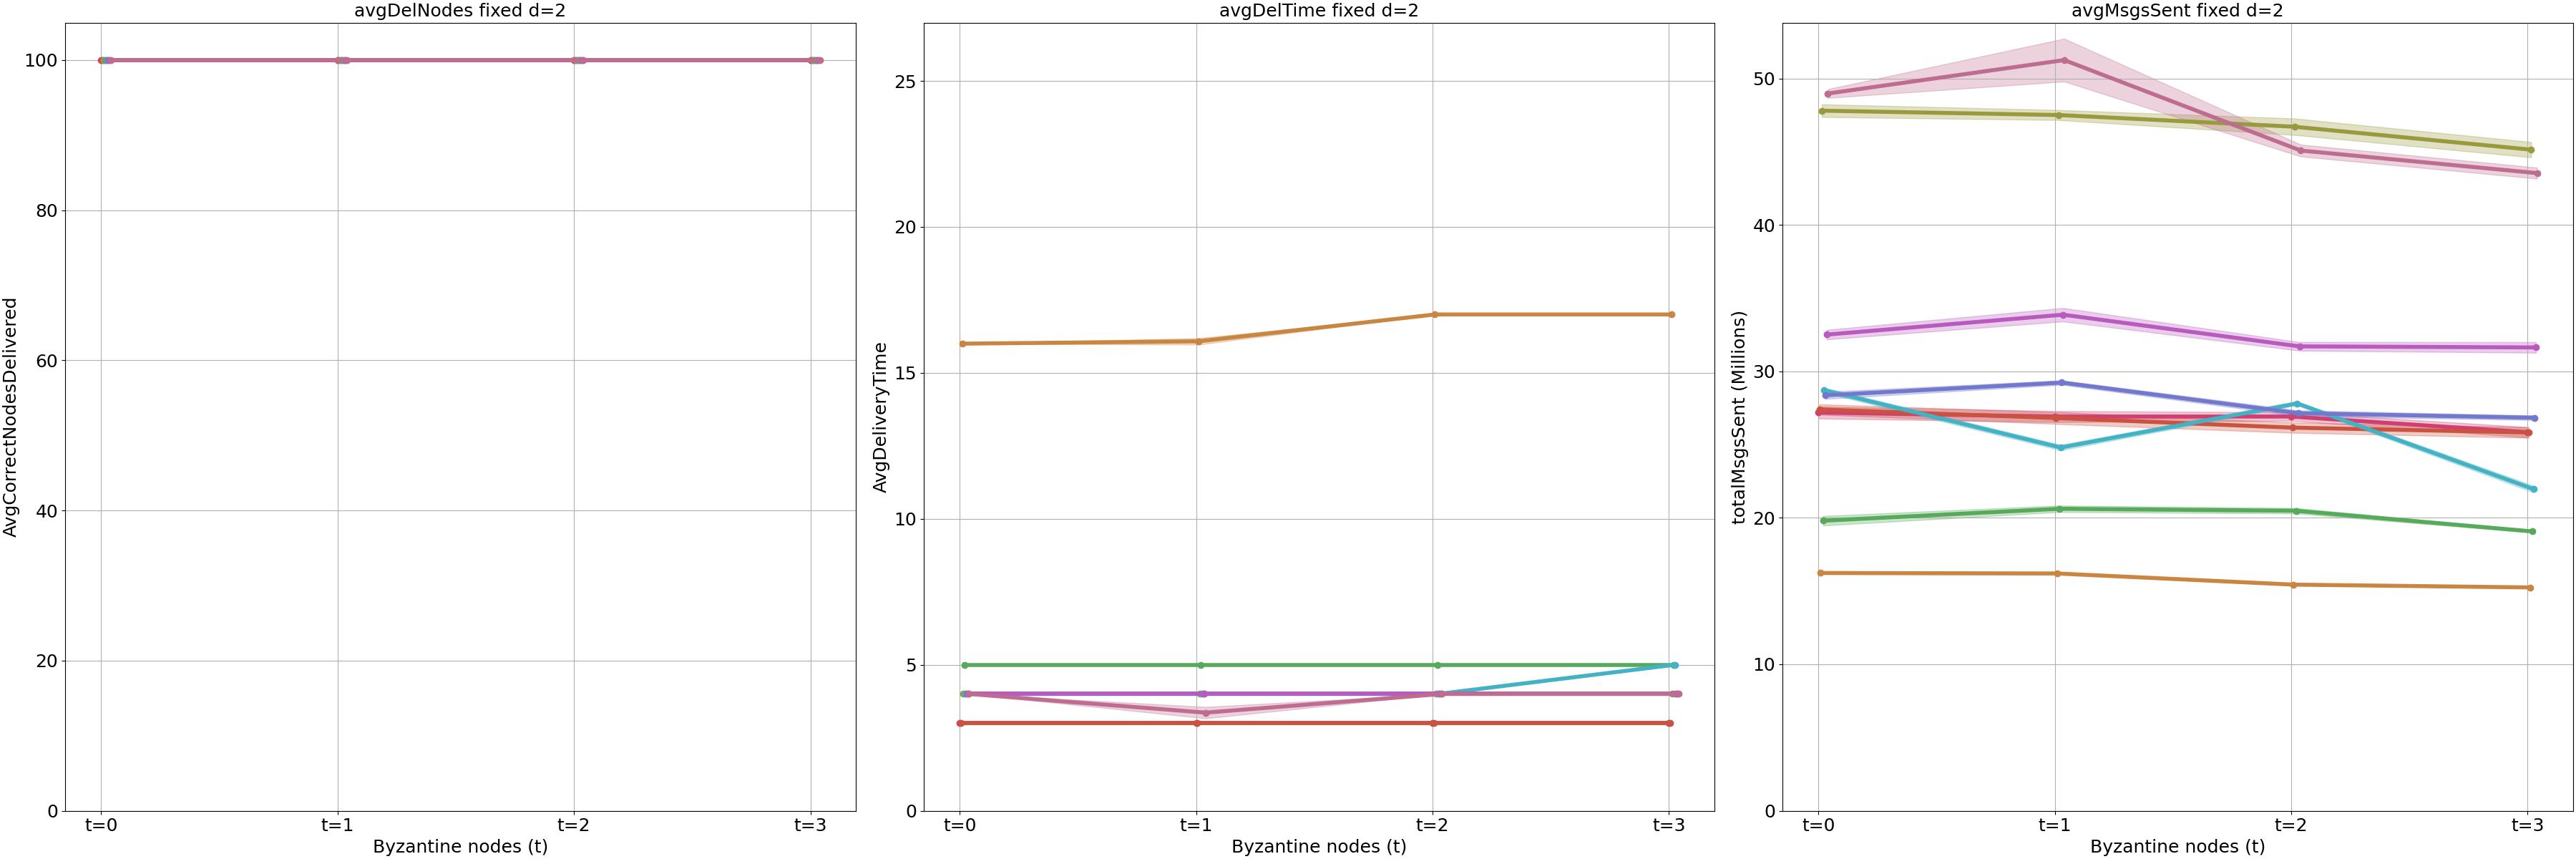 avgDelNodes fixed d=2
AvgCorrectNodesDelivered
100
80
60
40
20
0
t=0 t=1 t=2 t=3
Byzantine nodes (t)
avgDelTime fixed d=2
AvgDeliveryTime
25
20
15
10
5
0
t=0 t=1 t=2 t=3
Byzantine nodes (t)
avgMsgsSent fixed d=2
totalMsgsSent (Millions)
50
40
30
20
10
0
t=0 t=1 t=2 t=3
Byzantine nodes (t)